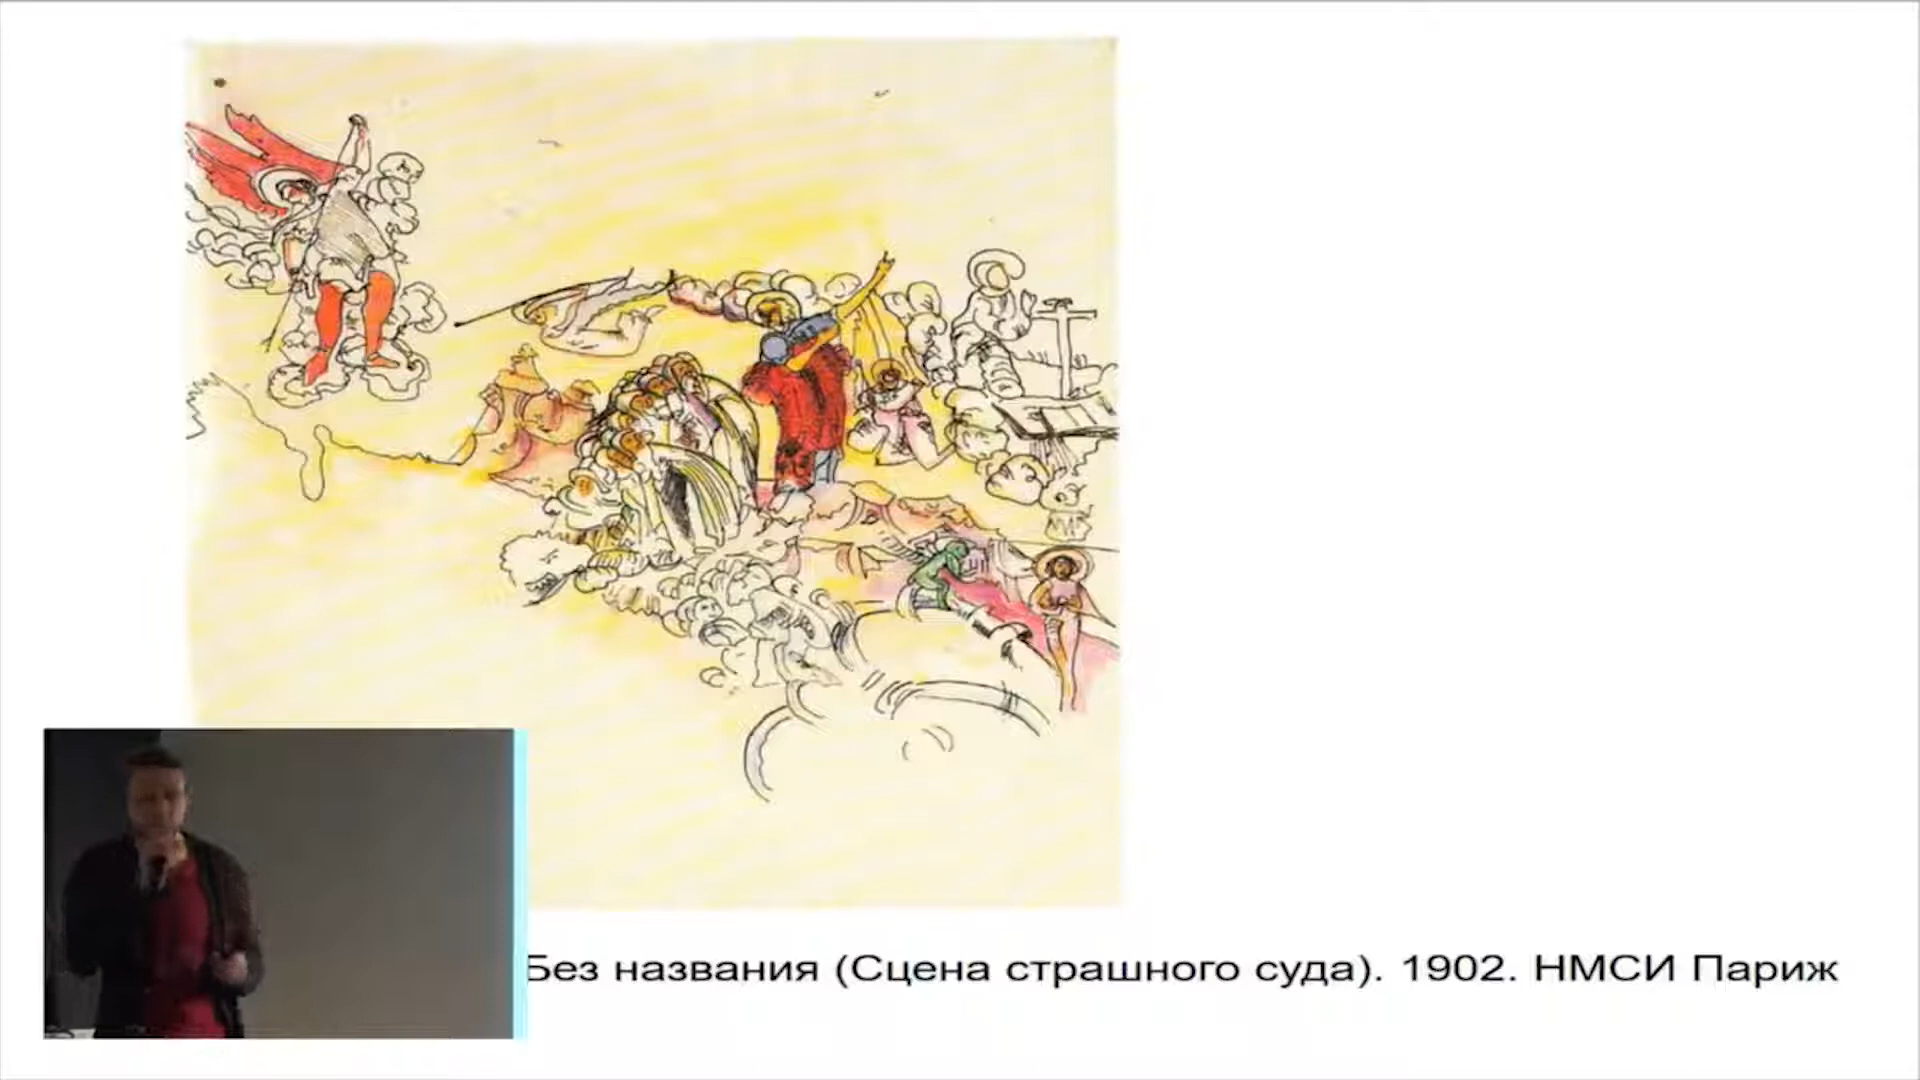 Без названия (Сцена страшного суда). 1902. НМСИ Париж